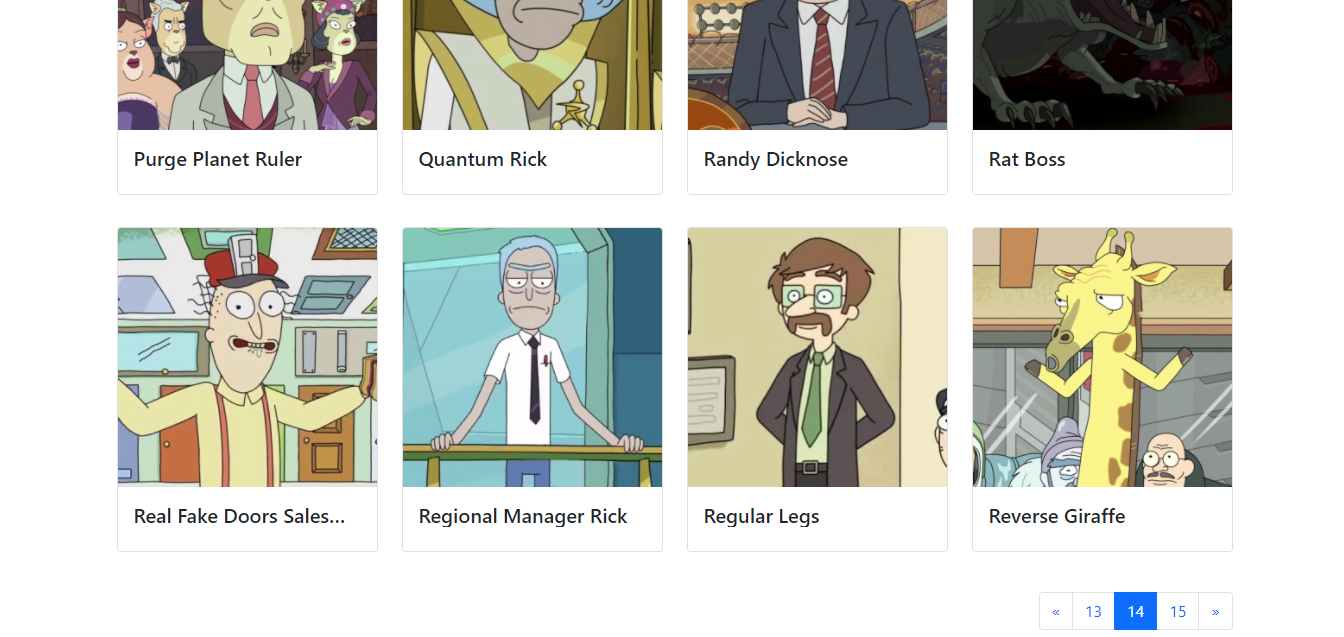 Purge Planet Ruler
Quantum Rick
Randy Dicknose
Rat Boss
Real Fake Doors Sales...
Regional Manager Rick
Regular Legs
Reverse Giraffe
« 13 14 15 »